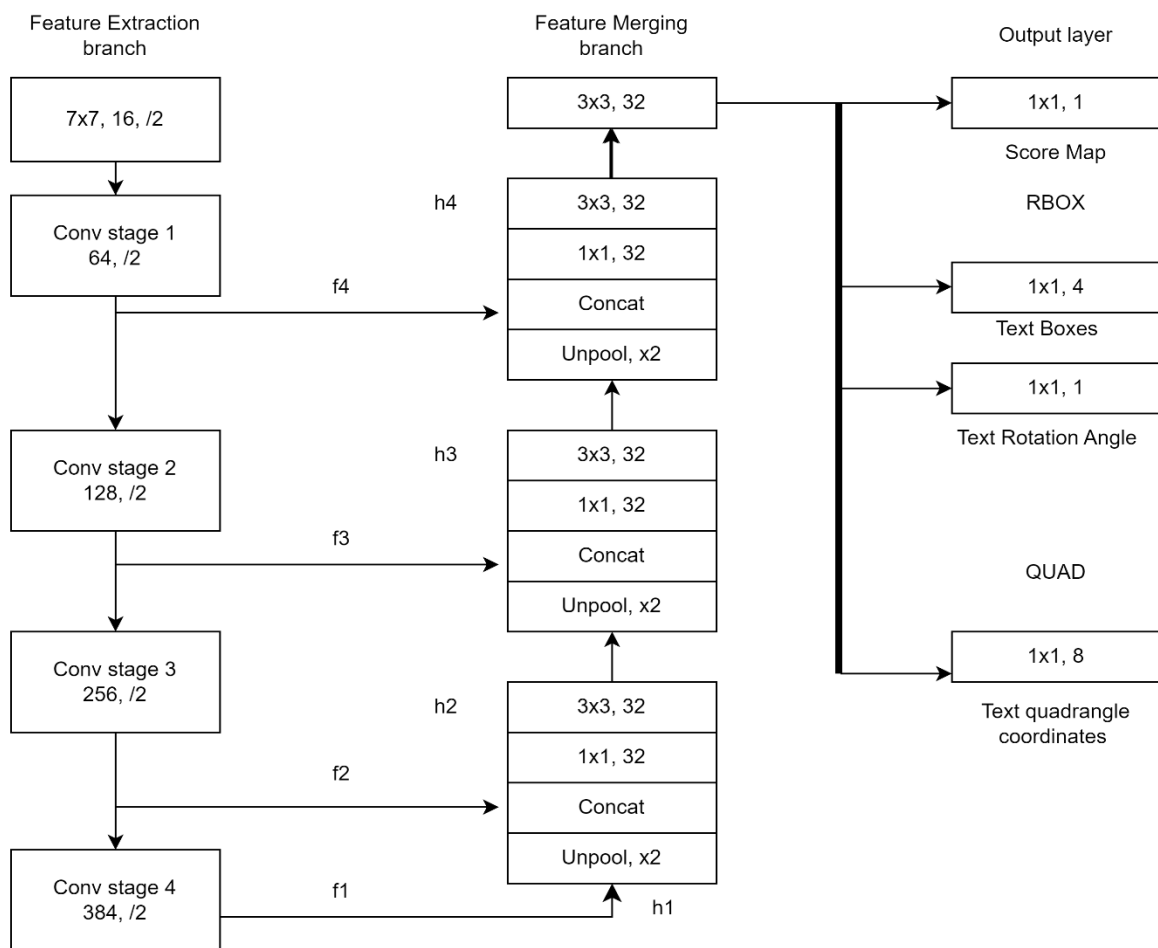 Feature Extraction
branch
7x7, 16, /2
Conv stage 1
64, /2
Conv stage 2
128, /2
Conv stage 3
256, /2
Conv stage 4
384, /2
f4
f3
f2
f1
Feature Merging
branch
3x3, 32
h4
3x3, 32
1x1, 32
Concat
Unpool, x2
h3
3x3, 32
1x1, 32
Concat
Unpool, x2
h2
3x3, 32
1x1, 32
Concat
Unpool, x2
h1
Output layer
1x1, 1
Score Map
RBOX
1x1, 4
Text Boxes
1x1, 1
Text Rotation Angle
QUAD
1x1, 8
Text quadrangle
coordinates